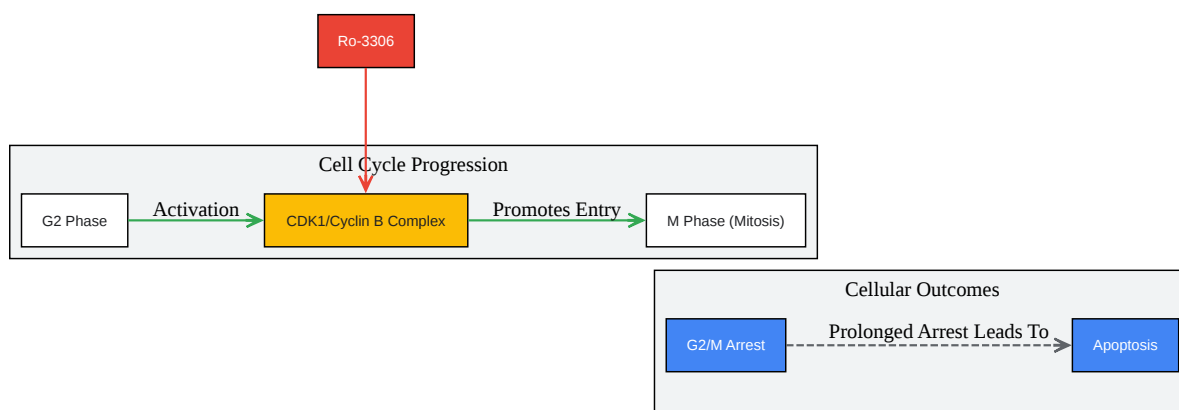 Ro-3306
Cell Cycle Progression
G2 Phase
Activation
CDK1/Cyclin B Complex
Promotes Entry
M Phase (Mitosis)
Cellular Outcomes
G2/M Arrest
Prolonged Arrest Leads To
Apoptosis